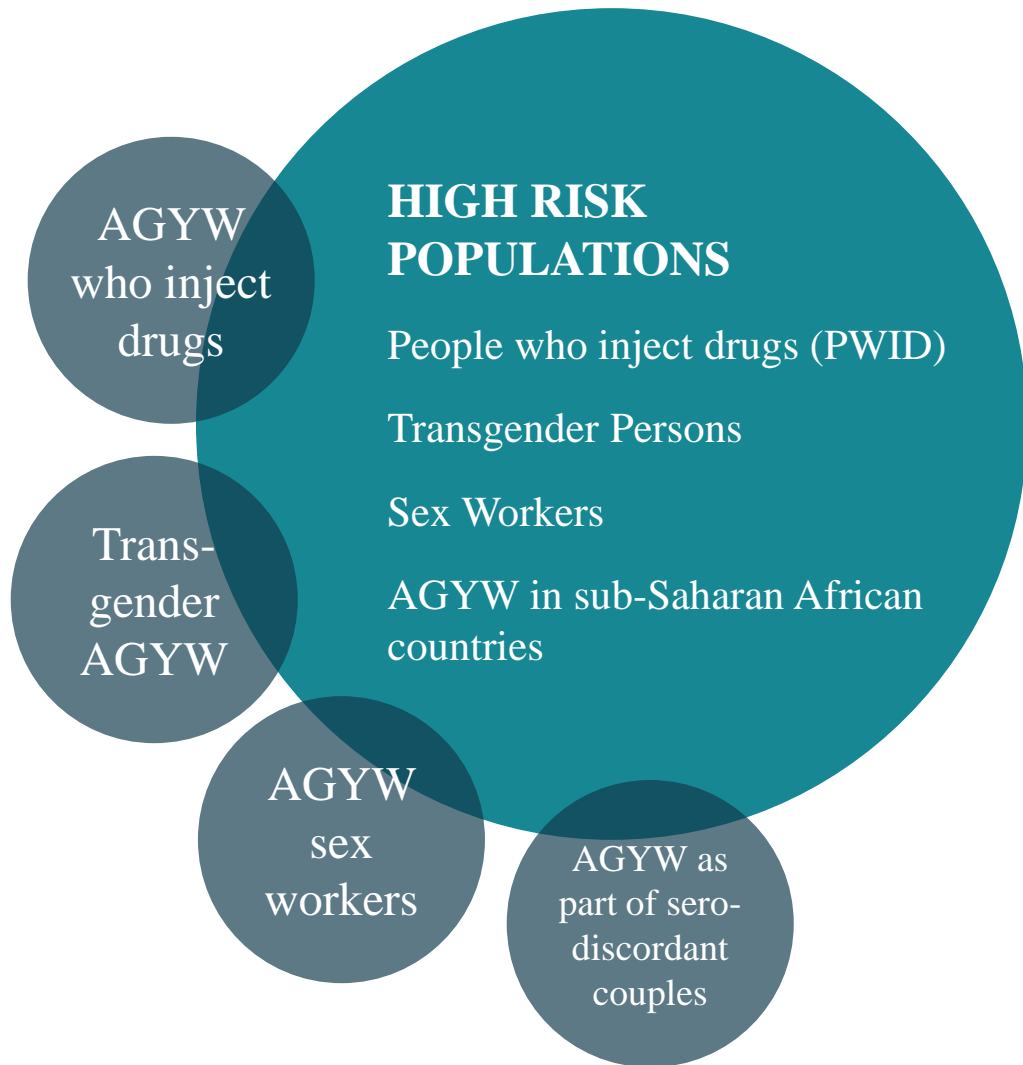 HIGH RISK
POPULATIONS
People who inject drugs (PWID)
Transgender Persons
Sex Workers
AGYW in sub-Saharan African
countries
AGYW
who inject
drugs
Trans-
gender
AGYW
AGYW
sex
workers
AGYW as
part of sero-
discordant
couples